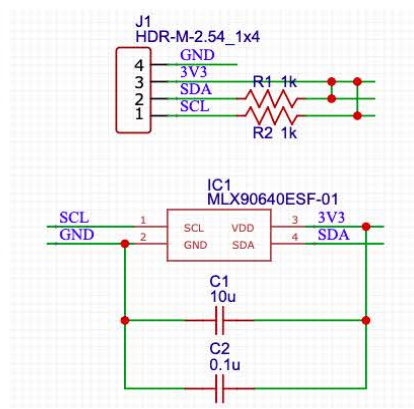 J1
HDR-M-2.54_1x4
4 GND
3 3V3
2 SDA R1 1k
1 SCL
R2 1k
IC1
MLX90640ESF-01
SCL 1 SCL VDD 3 3V3
GND 2 GND SDA 4 SDA
C1
10u
C2
0.1u